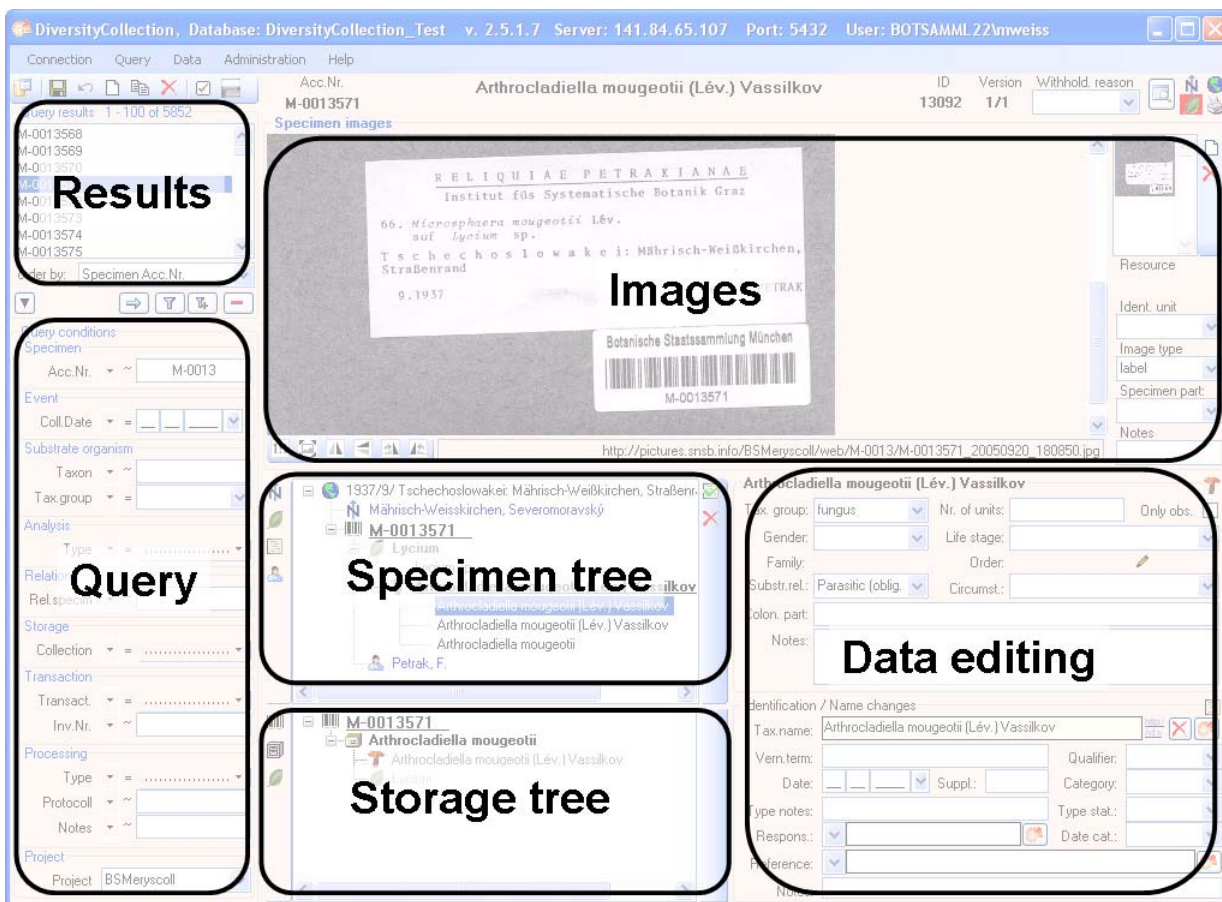 DiversityCollection, Database: DiversityCollection_Test v. 2.5.1.7 Server: 141.84.65.107 Port: 5432 User: BOTSAMML22\mweiss
Connection Query Data Administration Help
Acc.Nr.
M-0013571
Arthrocladiella mougeotii (Lév.) Vassilkov
ID
13092
Version
1/1
Withhold. reason
Query results 1 - 100 of 5852
M-0013568
M-0013569
M-0013570
M-0013573
M-0013574
M-0013575
Results
order by: Specimen Acc.Nr.
Query conditions
Specimen
Acc.Nr. ~ M-0013
Event
Coll.Date =
Substrate organism
Taxon ~
Tax.group =
Analysis
Type =
Query
Rel.specim
Storage
Collection =
Transaction
Transact. =
Inv.Nr. ~
Processing
Type =
Protocoll ~
Notes ~
Project
Project BSMeryscoll
Specimen images
RELIQUIAE PETRAKIANAE
Institut füs Systematische Botanik Graz
66. Microsphaera mougeotii Lév.
auf Lycium sp.
Tschechoslowakei: Mährisch-Weißkirchen,
Straßenrand
9.1937
PETRAK
Images
Botanische Staatssammlung München
M-0013571
http://pictures.snsb.info/BSMeryscoll/web/M-0013/M-0013571_20050920_180850.jpg
Resource
Ident. unit
Image type
label
Specimen part:
Notes
1937/9/ Tschechoslowakei: Mährisch-Weißkirchen, Straßenr
Mährisch-Weisskirchen, Severomoravský
M-0013571
Lycium
Specimen tree
Arthrocladiella mougeotii (Lév.) Vassilkov
Arthrocladiella mougeotii (Lév.) Vassilkov
Arthrocladiella mougeotii
Petrak, F.
M-0013571
Arthrocladiella mougeotii
Arthrocladiella mougeotii (Lév.) Vassilkov
Lycium
Storage tree
Arthrocladiella mougeotii (Lév.) Vassilkov
Tax. group: fungus Nr. of units: Only obs.
Gender: Life stage:
Family: Order:
Substr.rel.: Parasitic (oblig. Circumst.:
Colon. part:
Notes:
Data editing
Identification / Name changes
Tax.name: Arthrocladiella mougeotii (Lév.) Vassilkov
Vern.term: Qualifier:
Date: Suppl.: Category:
Type notes: Type stat.:
Respons.: Date cat.:
Reference:
Notes: